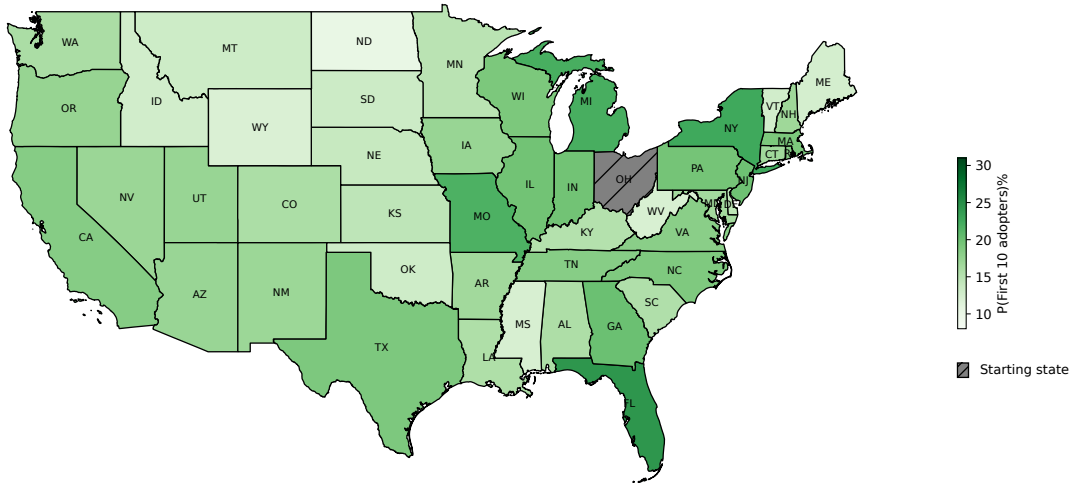 WA
MT
ND
MN
ME
OR
ID
SD
WI
MI
VT
NH
NY
WY
MA
IA
NE
CT
PA
NJ
IL
IN
OH
NV
UT
CO
KS
MO
WV
MD
DE
KY
VA
CA
TN
NC
OK
AR
AZ
NM
SC
MS
AL
GA
TX
LA
FL
30
25
20
15
10
P(First 10 adopters)%
Starting state